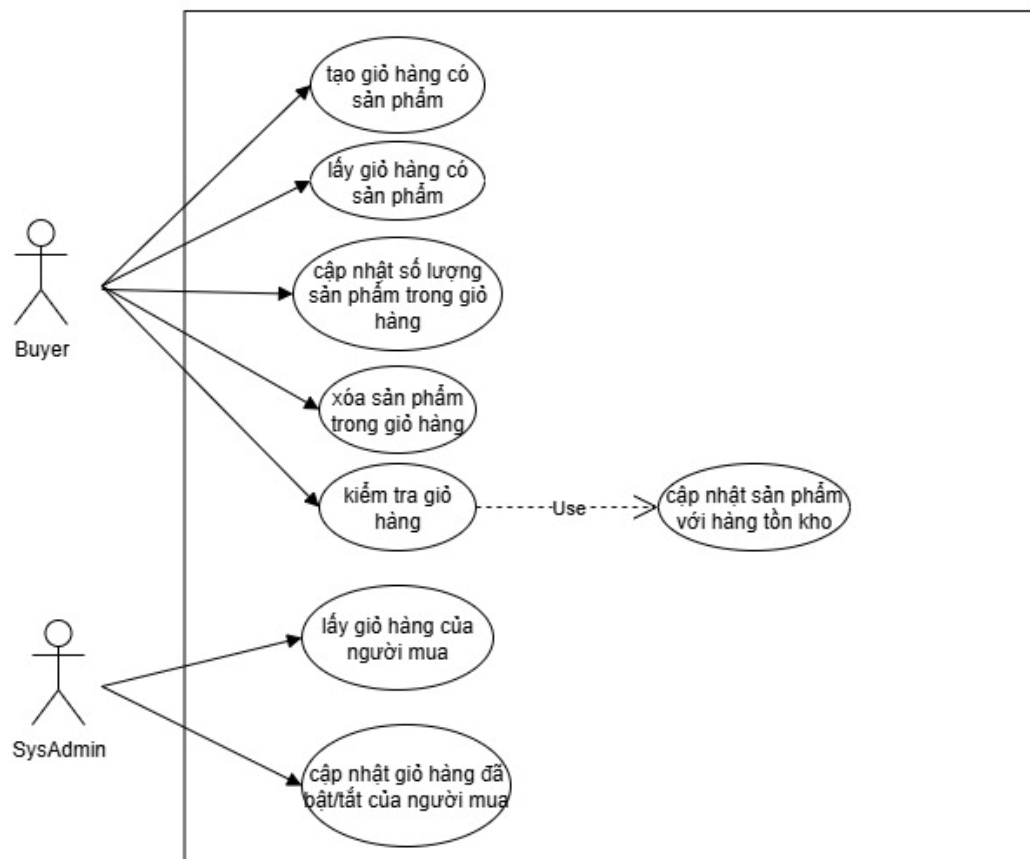 tạo giỏ hàng có
sản phẩm
lấy giỏ hàng có
sản phẩm
cập nhật số lượng
sản phẩm trong giỏ
hàng
Buyer
xóa sản phẩm
trong giỏ hàng
kiểm tra giỏ
hàng
Use
cập nhật sản phẩm
với hàng tồn kho
lấy giỏ hàng của
người mua
SysAdmin
cập nhật giỏ hàng đã
bật/tắt của người mua